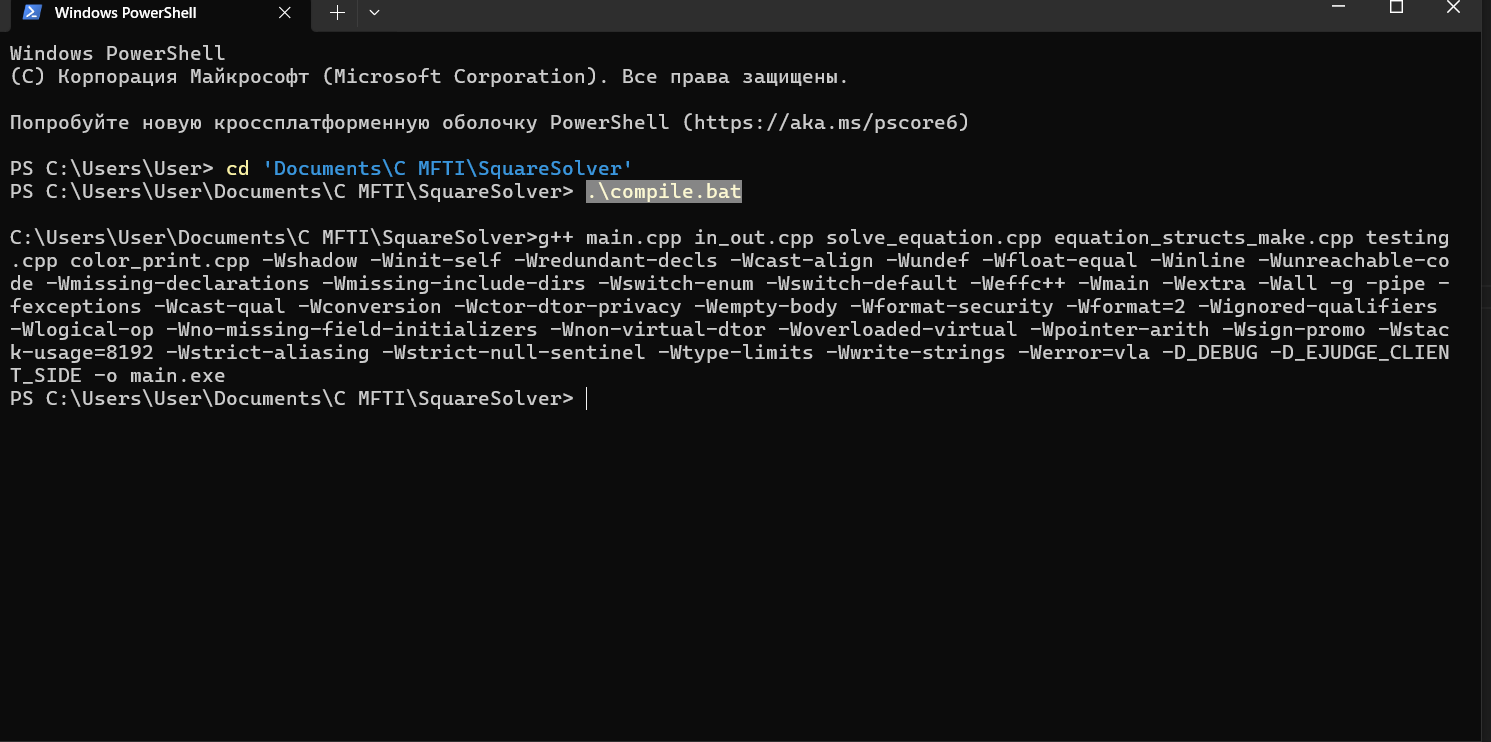 Windows PowerShell
Windows PowerShell
(C) Корпорация Майкрософт (Microsoft Corporation). Все права защищены.
Попробуйте новую кроссплатформенную оболочку PowerShell (https://aka.ms/pscore6)
PS C:\Users\User> cd 'Documents\C MFTI\SquareSolver'
PS C:\Users\User\Documents\C MFTI\SquareSolver> .\compile.bat
C:\Users\User\Documents\C MFTI\SquareSolver>g++ main.cpp in_out.cpp solve_equation.cpp equation_structs_make.cpp testing
.cpp color_print.cpp -Wshadow -Winit-self -Wredundant-decls -Wcast-align -Wundef -Wfloat-equal -Winline -Wunreachable-co
de -Wmissing-declarations -Wmissing-include-dirs -Wswitch-enum -Wswitch-default -Weffc++ -Wmain -Wextra -Wall -g -pipe -
fexceptions -Wcast-qual -Wconversion -Wctor-dtor-privacy -Wempty-body -Wformat-security -Wformat=2 -Wignored-qualifiers
-Wlogical-op -Wno-missing-field-initializers -Wnon-virtual-dtor -Woverloaded-virtual -Wpointer-arith -Wsign-promo -Wstac
k-usage=8192 -Wstrict-aliasing -Wstrict-null-sentinel -Wtype-limits -Wwrite-strings -Werror=vla -D_DEBUG -D_EJUDGE_CLIEN
T_SIDE -o main.exe
PS C:\Users\User\Documents\C MFTI\SquareSolver>